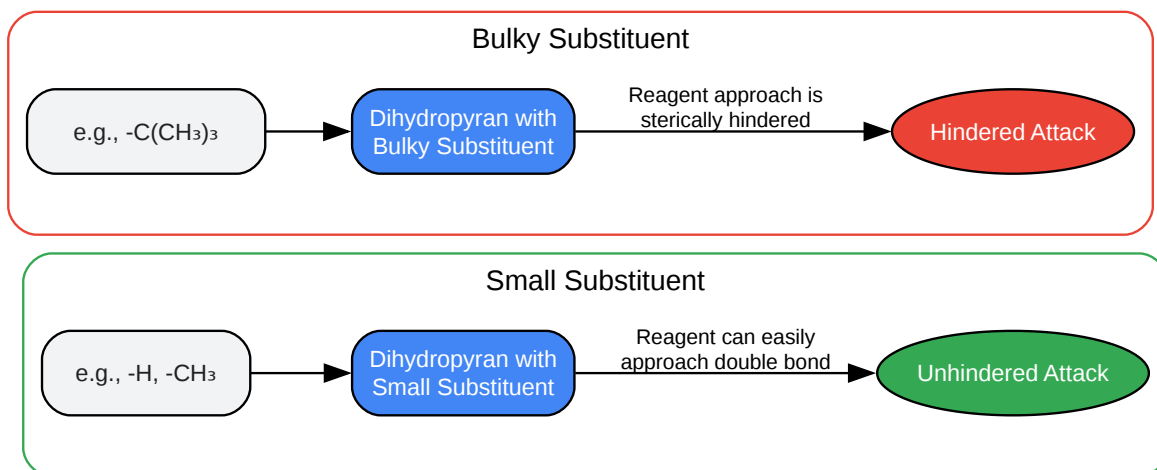 Bulky Substituent
e.g., -C(CH₃)₃
Dihydropyran with
Bulky Substituent
Reagent approach is
sterically hindered
Hindered Attack
Small Substituent
e.g., -H, -CH₃
Dihydropyran with
Small Substituent
Reagent can easily
approach double bond
Unhindered Attack